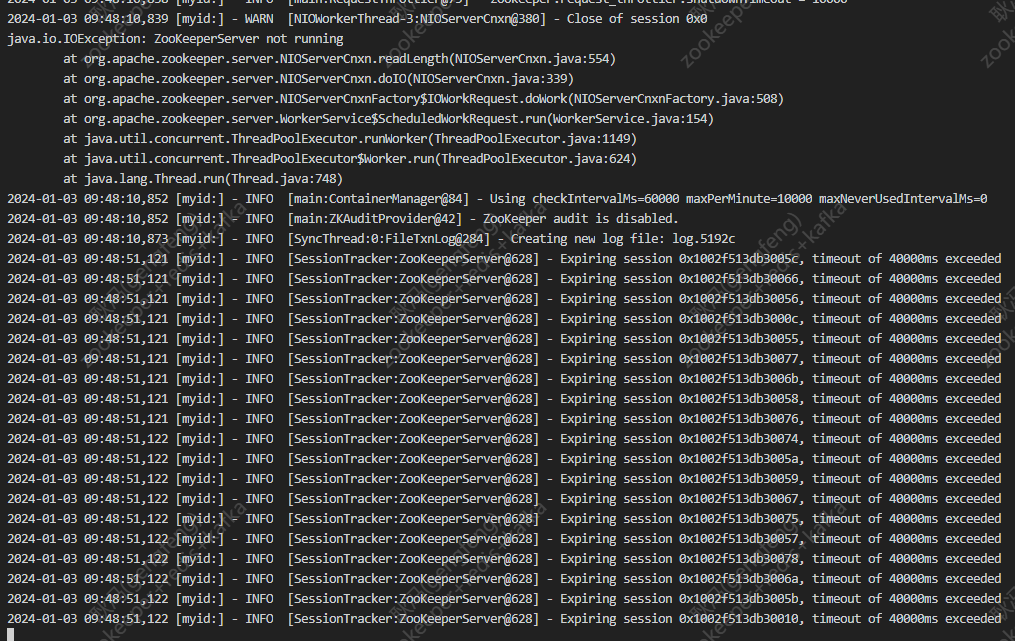 2024-01-03 09:48:10,838 [myid:] - INFO  [main:RequestThrottler@75] - zookeeper.request_throttler.shutdownTimeout = 10000
2024-01-03 09:48:10,839 [myid:] - WARN  [NIOWorkerThread-3:NIOServerCnxn@380] - Close of session 0x0
java.io.IOException: ZooKeeperServer not running
        at org.apache.zookeeper.server.NIOServerCnxn.readLength(NIOServerCnxn.java:554)
        at org.apache.zookeeper.server.NIOServerCnxn.doIO(NIOServerCnxn.java:339)
        at org.apache.zookeeper.server.NIOServerCnxnFactory$IOWorkRequest.doWork(NIOServerCnxnFactory.java:508)
        at org.apache.zookeeper.server.WorkerService$ScheduledWorkRequest.run(WorkerService.java:154)
        at java.util.concurrent.ThreadPoolExecutor.runWorker(ThreadPoolExecutor.java:1149)
        at java.util.concurrent.ThreadPoolExecutor$Worker.run(ThreadPoolExecutor.java:624)
        at java.lang.Thread.run(Thread.java:748)
2024-01-03 09:48:10,852 [myid:] - INFO  [main:ContainerManager@84] - Using checkIntervalMs=60000 maxPerMinute=10000 maxNeverUsedIntervalMs=0
2024-01-03 09:48:10,852 [myid:] - INFO  [main:ZKAuditProvider@42] - ZooKeeper audit is disabled.
2024-01-03 09:48:10,873 [myid:] - INFO  [SyncThread:0:FileTxnLog@284] - Creating new log file: log.5192c
2024-01-03 09:48:51,121 [myid:] - INFO  [SessionTracker:ZooKeeperServer@628] - Expiring session 0x1002f513db3005c, timeout of 40000ms exceeded
2024-01-03 09:48:51,121 [myid:] - INFO  [SessionTracker:ZooKeeperServer@628] - Expiring session 0x1002f513db30066, timeout of 40000ms exceeded
2024-01-03 09:48:51,121 [myid:] - INFO  [SessionTracker:ZooKeeperServer@628] - Expiring session 0x1002f513db30056, timeout of 40000ms exceeded
2024-01-03 09:48:51,121 [myid:] - INFO  [SessionTracker:ZooKeeperServer@628] - Expiring session 0x1002f513db3000c, timeout of 40000ms exceeded
2024-01-03 09:48:51,121 [myid:] - INFO  [SessionTracker:ZooKeeperServer@628] - Expiring session 0x1002f513db30055, timeout of 40000ms exceeded
2024-01-03 09:48:51,121 [myid:] - INFO  [SessionTracker:ZooKeeperServer@628] - Expiring session 0x1002f513db30077, timeout of 40000ms exceeded
2024-01-03 09:48:51,121 [myid:] - INFO  [SessionTracker:ZooKeeperServer@628] - Expiring session 0x1002f513db3006b, timeout of 40000ms exceeded
2024-01-03 09:48:51,121 [myid:] - INFO  [SessionTracker:ZooKeeperServer@628] - Expiring session 0x1002f513db30058, timeout of 40000ms exceeded
2024-01-03 09:48:51,121 [myid:] - INFO  [SessionTracker:ZooKeeperServer@628] - Expiring session 0x1002f513db30076, timeout of 40000ms exceeded
2024-01-03 09:48:51,122 [myid:] - INFO  [SessionTracker:ZooKeeperServer@628] - Expiring session 0x1002f513db30074, timeout of 40000ms exceeded
2024-01-03 09:48:51,122 [myid:] - INFO  [SessionTracker:ZooKeeperServer@628] - Expiring session 0x1002f513db3005a, timeout of 40000ms exceeded
2024-01-03 09:48:51,122 [myid:] - INFO  [SessionTracker:ZooKeeperServer@628] - Expiring session 0x1002f513db30059, timeout of 40000ms exceeded
2024-01-03 09:48:51,122 [myid:] - INFO  [SessionTracker:ZooKeeperServer@628] - Expiring session 0x1002f513db30067, timeout of 40000ms exceeded
2024-01-03 09:48:51,122 [myid:] - INFO  [SessionTracker:ZooKeeperServer@628] - Expiring session 0x1002f513db30075, timeout of 40000ms exceeded
2024-01-03 09:48:51,122 [myid:] - INFO  [SessionTracker:ZooKeeperServer@628] - Expiring session 0x1002f513db30057, timeout of 40000ms exceeded
2024-01-03 09:48:51,122 [myid:] - INFO  [SessionTracker:ZooKeeperServer@628] - Expiring session 0x1002f513db30078, timeout of 40000ms exceeded
2024-01-03 09:48:51,122 [myid:] - INFO  [SessionTracker:ZooKeeperServer@628] - Expiring session 0x1002f513db3006a, timeout of 40000ms exceeded
2024-01-03 09:48:51,122 [myid:] - INFO  [SessionTracker:ZooKeeperServer@628] - Expiring session 0x1002f513db3005b, timeout of 40000ms exceeded
2024-01-03 09:48:51,122 [myid:] - INFO  [SessionTracker:ZooKeeperServer@628] - Expiring session 0x1002f513db30010, timeout of 40000ms exceeded